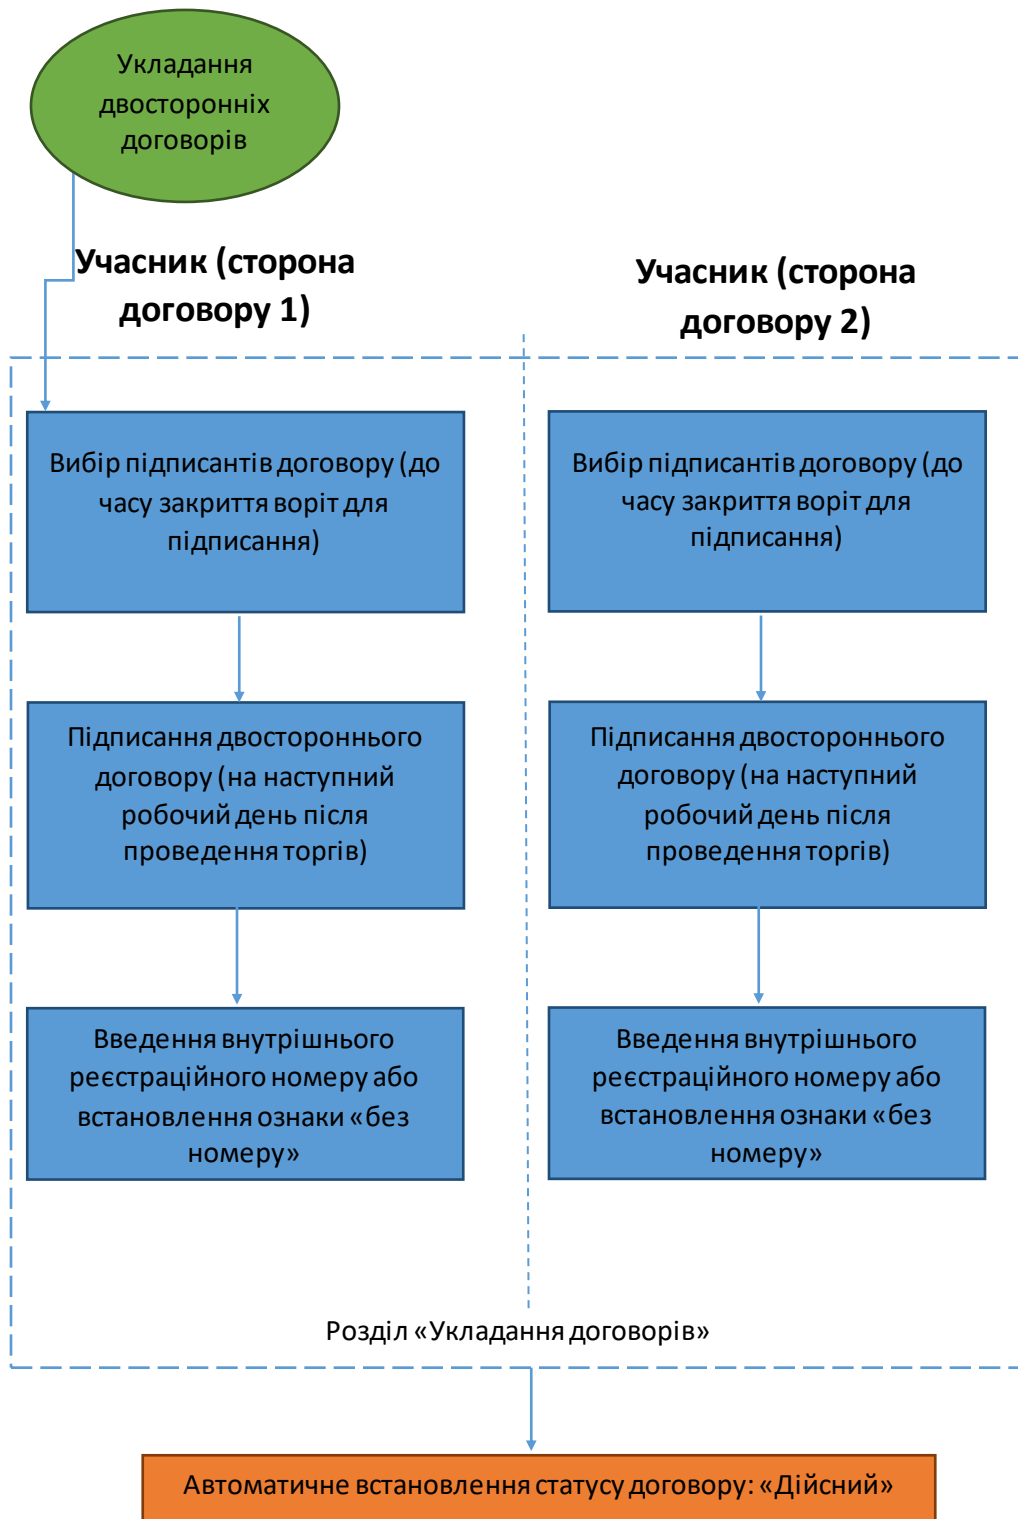 Укладання
двосторонніх
договорів
Учасник (сторона
договору 1)
Учасник (сторона
договору 2)
Вибір підписантів договору (до
часу закриття воріт для
підписання)
Вибір підписантів договору (до
часу закриття воріт для
підписання)
Підписання двостороннього
договору (на наступний
робочий день після
проведення торгів)
Підписання двостороннього
договору (на наступний
робочий день після
проведення торгів)
Введення внутрішнього
реєстраційного номеру або
встановлення ознаки «без
номеру»
Введення внутрішнього
реєстраційного номеру або
встановлення ознаки «без
номеру»
Розділ «Укладання договорів»
Автоматичне встановлення статусу договору: «Дійсний»